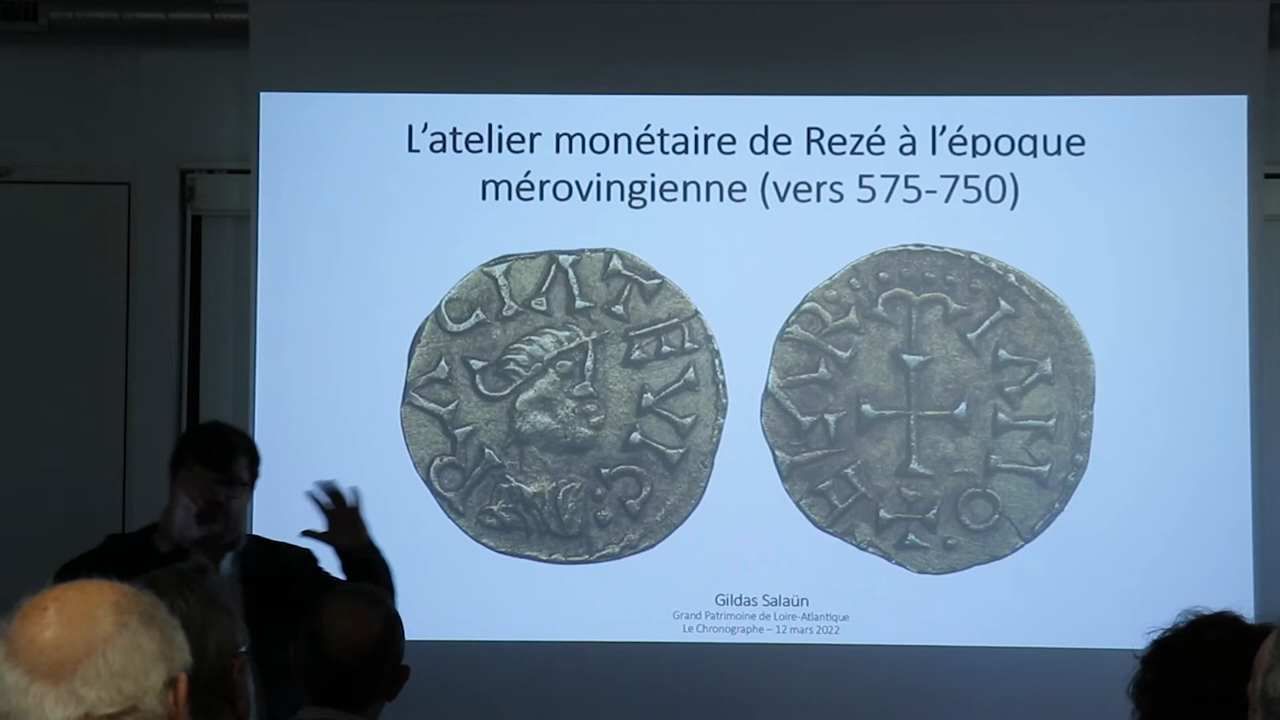 L'atelier monétaire de Rezé à l'époque
mérovingienne (vers 575-750)
Gildas Salaün
Grand Patrimoine de Loire-Atlantique
Le Chronographe – 12 mars 2022